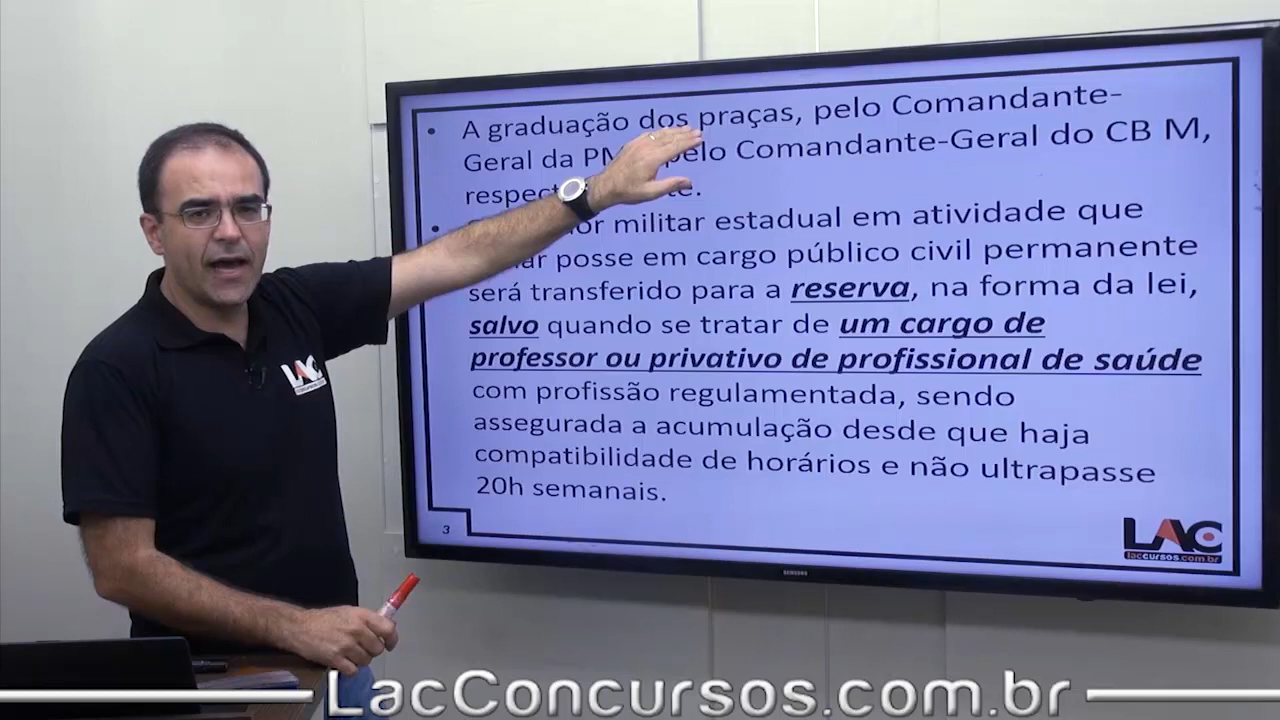 A graduação dos praças, pelo Comandante-
Geral da PM pelo Comandante-Geral do CB M,
respect e.
or militar estadual em atividade que
posse em cargo público civil permanente
será transferido para a reserva, na forma da lei,
salvo quando se tratar de um cargo de
professor ou privativo de profissional de saúde
com profissão regulamentada, sendo
assegurada a acumulação desde que haja
compatibilidade de horários e não ultrapasse
20h semanais.
3
LAC
laccursos.com.br
SAMSUNG
LAC
LacConcursos.com.br